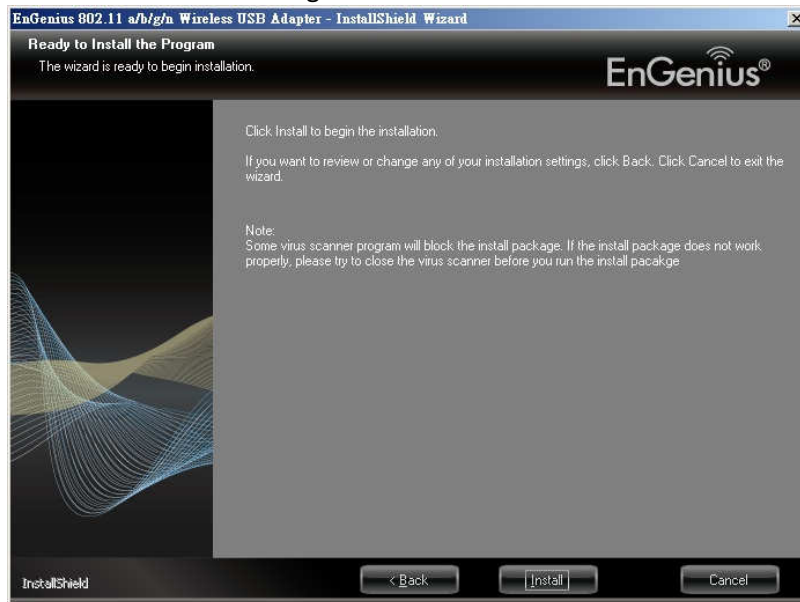 EnGenius 802.11 a/b/g/n Wireless USB Adapter - InstallShield Wizard
Ready to Install the Program
The wizard is ready to begin installation.
EnGenius®
Click Install to begin the installation.
If you want to review or change any of your installation settings, click Back. Click Cancel to exit the
wizard.
Note:
Some virus scanner program will block the install package. If the install package does not work
properly, please try to close the virus scanner before you run the install pacakge
InstallShield
< Back
Install
Cancel